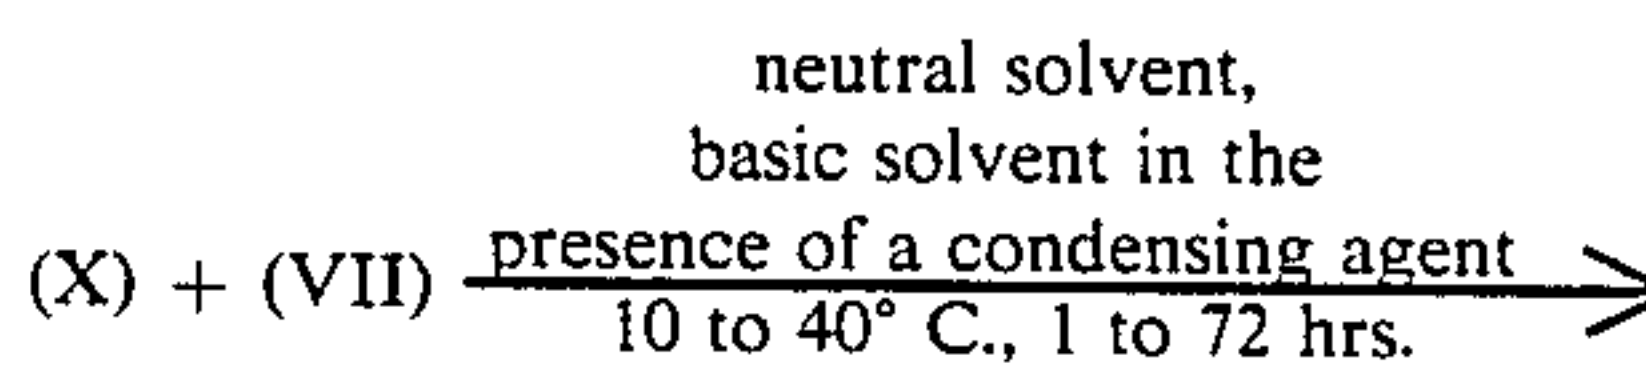 neutral solvent,
basic solvent in the
presence of a condensing agent
(X) + (VII)
10 to 40° C., 1 to 72 hrs.